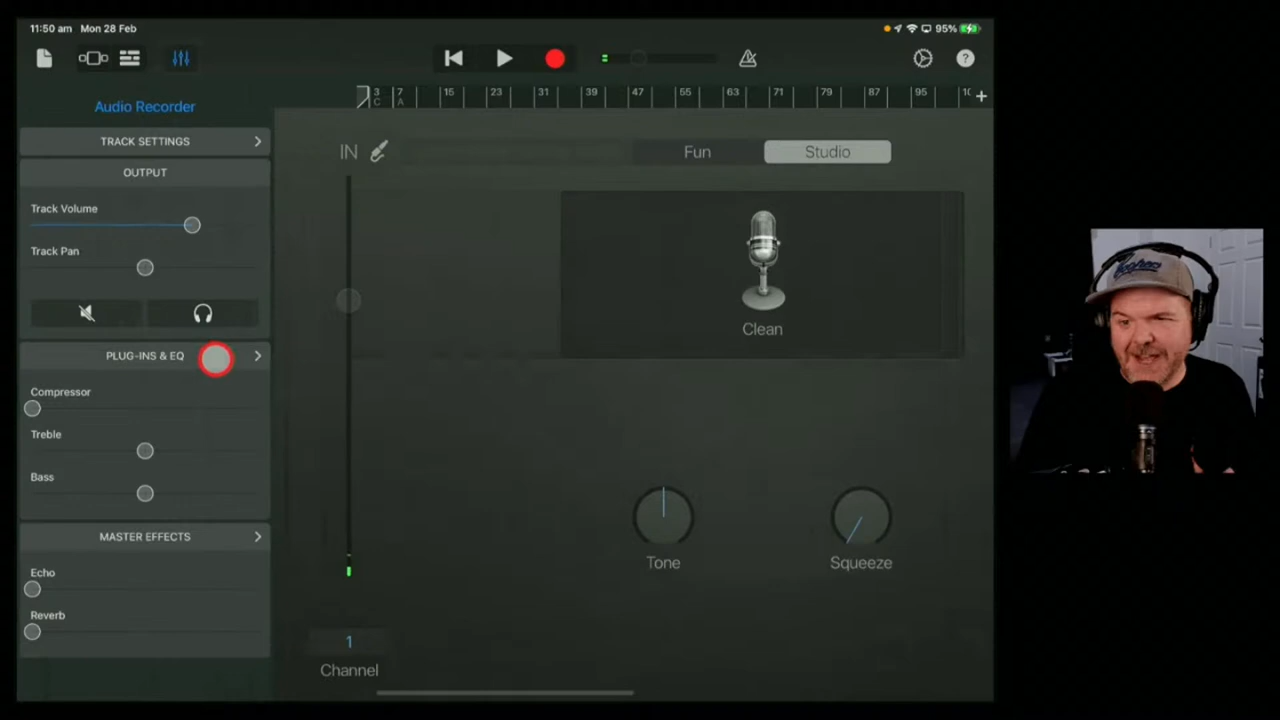 11:50 am Mon 28 Feb
95%
Audio Recorder
3 7 15 23 31 39 47 55 63 71 79 87 95 10
C A
TRACK SETTINGS
IN
Fun
Studio
OUTPUT
Track Volume
Track Pan
Clean
PLUG-INS & EQ
Compressor
Treble
Bass
MASTER EFFECTS
Tone
Squeeze
Echo
Reverb
1
Channel